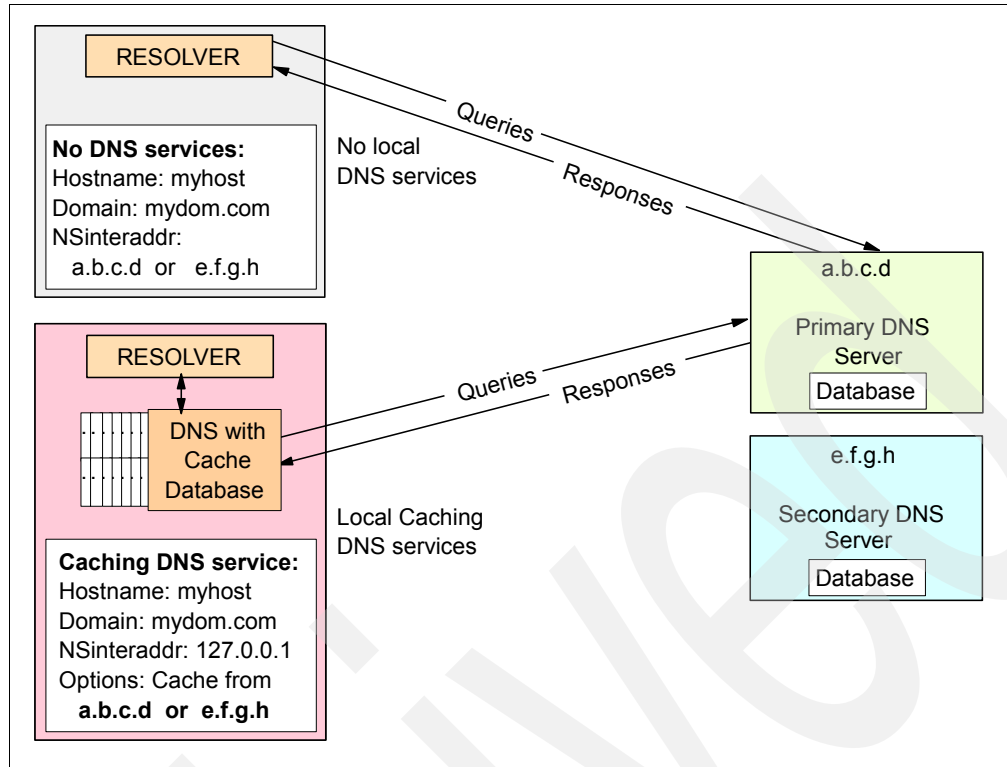 RESOLVER
No DNS services:
Hostname: myhost
Domain: mydom.com
NSinteraddr:
a.b.c.d or e.f.g.h
No local
DNS services
Queries
Responses
a.b.c.d
Primary DNS
Server
Database
RESOLVER
DNS with
Cache
Database
Queries
Responses
Local Caching
DNS services
Caching DNS service:
Hostname: myhost
Domain: mydom.com
NSinteraddr: 127.0.0.1
Options: Cache from
a.b.c.d or e.f.g.h
e.f.g.h
Secondary DNS
Server
Database